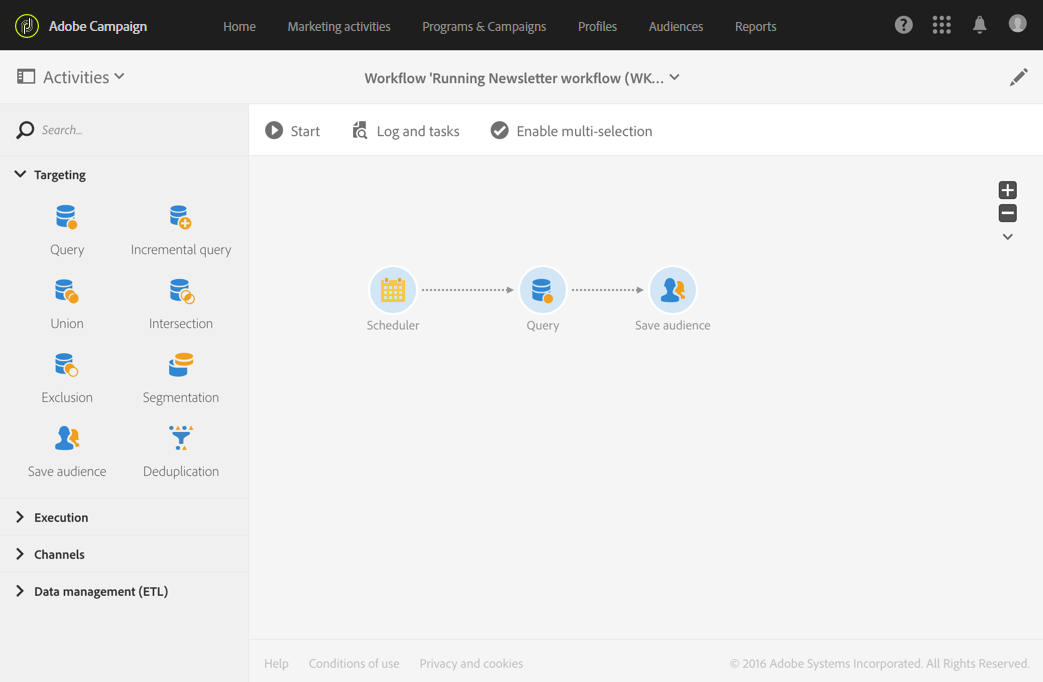 Adobe Campaign
Home
Marketing activities
Programs & Campaigns
Profiles
Audiences
Reports
Activities
Workflow 'Running Newsletter workflow (WK...
Search...
Start
Log and tasks
Enable multi-selection
Targeting
Query
Incremental query
Union
Intersection
Exclusion
Segmentation
Save audience
Deduplication
Execution
Channels
Data management (ETL)
Scheduler
Query
Save audience
Help
Conditions of use
Privacy and cookies
© 2016 Adobe Systems Incorporated. All Rights Reserved.